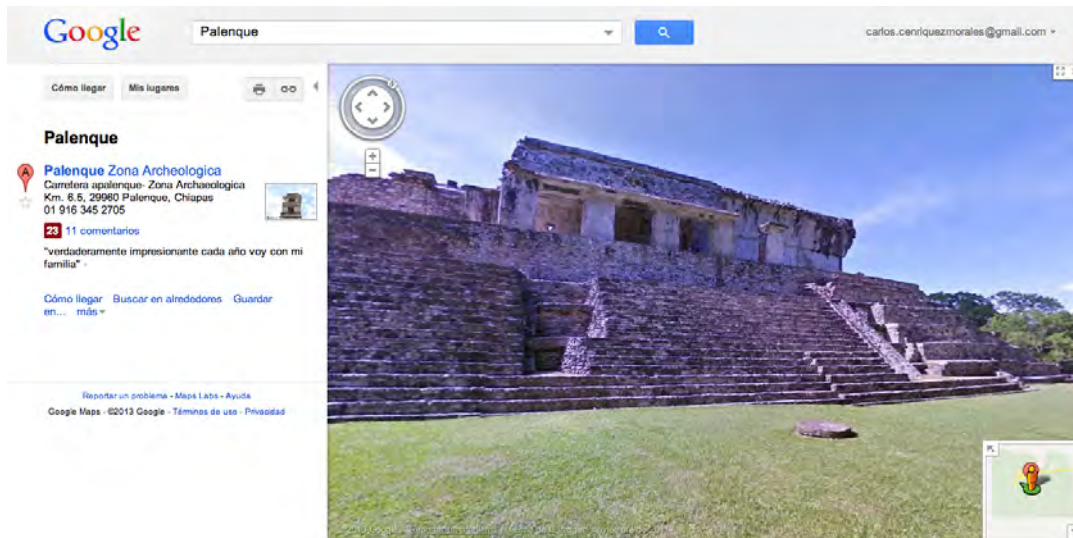 Google
Palenque
carlos.cenriquezmorales@gmail.com
Cómo llegar Mis lugares
Palenque
A
Palenque Zona Archeologica
Carretera apalenque- Zona Archaeologica
Km. 6.5, 29960 Palenque, Chiapas
01 916 345 2705
23 11 comentarios
"verdaderamente impresionante cada año voy con mi
familia" -
Cómo llegar Buscar en alrededores Guardar
en... más
Reportar un problema - Maps Labs - Ayuda
Google Maps - ©2013 Google - Términos de uso - Privacidad